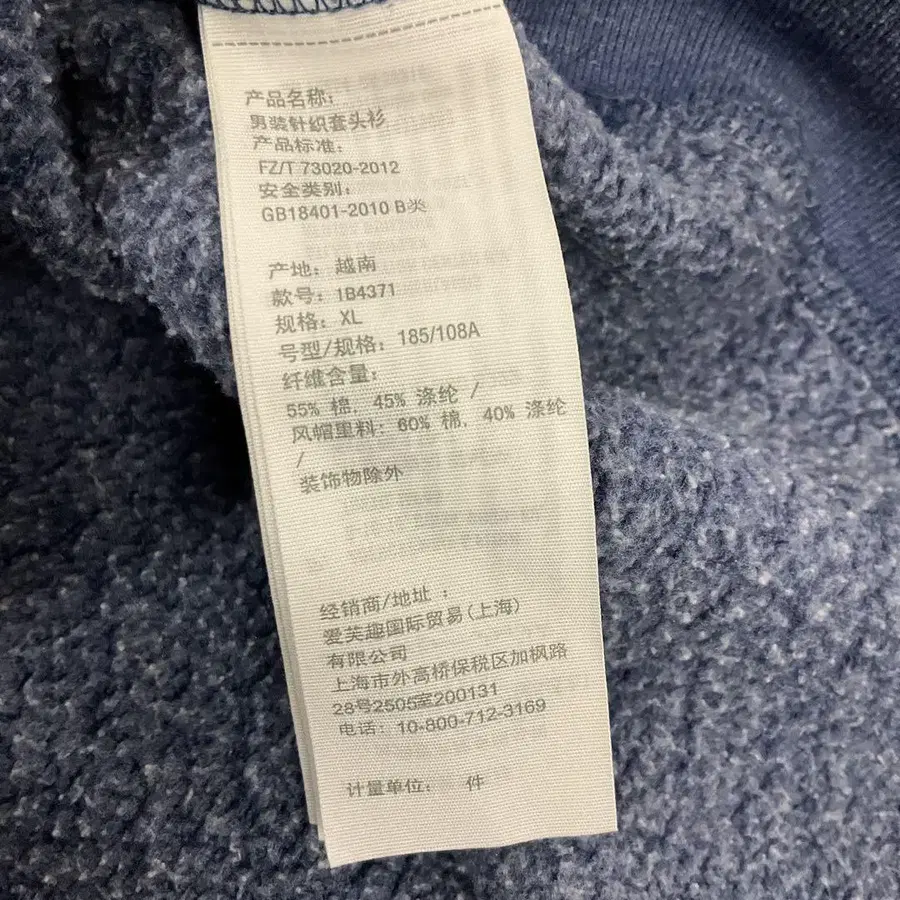 产品名称:
男装针织套头衫
产品标准:
FZ/T 73020-2012
安全类别:
GB18401-2010 B类
产地: 越南
款号: 1B4371
规格: XL
号型/规格: 185/108A
纤维含量:
55% 棉, 45% 涤纶 /
风帽里料: 60% 棉, 40% 涤纶
/
装饰物除外
经销商/地址 :
爱芙趣国际贸易(上海)
有限公司
上海市外高桥保税区加枫路
28号2505室200131
电话: 10-800-712-3169
计量单位: 件